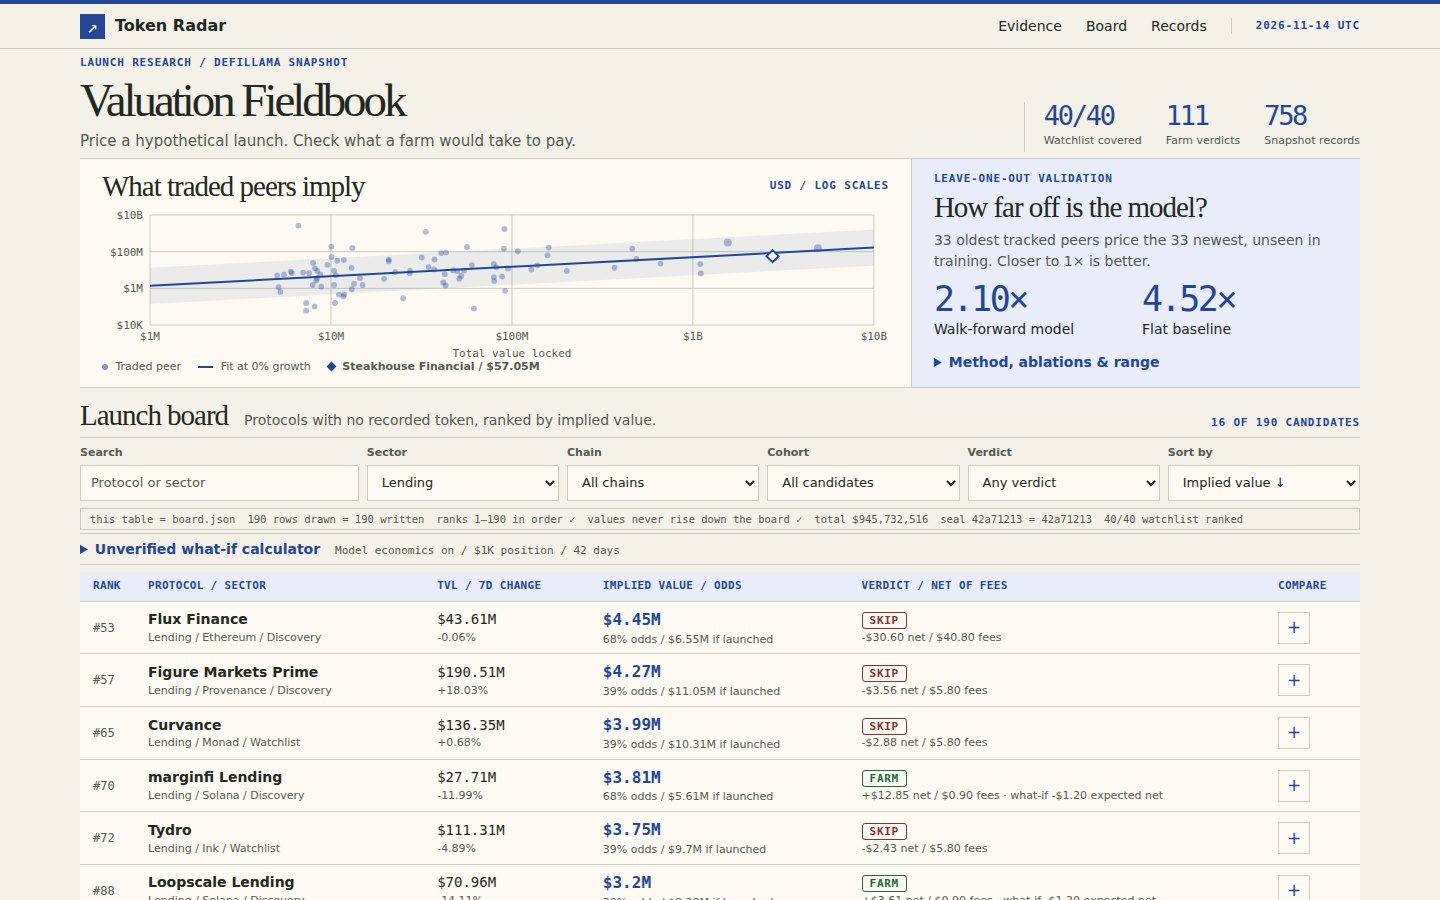 ↗ Token Radar Evidence Board Records 2026-11-14 UTC
LAUNCH RESEARCH / DEFILLAMA SNAPSHOT
Valuation Fieldbook
Price a hypothetical launch. Check what a farm would take to pay.
40/40 111 758
Watchlist covered Farm verdicts Snapshot records
What traded peers imply
USD / LOG SCALES
$10B
$100M
$1M
$10K
$1M $10M $100M $1B $10B
Total value locked
Traded peer Fit at 0% growth Steakhouse Financial / $57.05M
LEAVE-ONE-OUT VALIDATION
How far off is the model?
33 oldest tracked peers price the 33 newest, unseen in
training. Closer to 1× is better.
2.10× 4.52×
Walk-forward model Flat baseline
▶ Method, ablations & range
Launch board Protocols with no recorded token, ranked by implied value. 16 OF 190 CANDIDATES
Search Sector Chain Cohort Verdict Sort by
Protocol or sector Lending All chains All candidates Any verdict Implied value ↓
this table = board.json 190 rows drawn = 190 written ranks 1–190 in order ✓ values never rise down the board ✓ total $945,732,516 seal 42a71213 = 42a71213 40/40 watchlist ranked
▶ Unverified what-if calculator Model economics on / $1K position / 42 days
RANK PROTOCOL / SECTOR TVL / 7D CHANGE IMPLIED VALUE / ODDS VERDICT / NET OF FEES COMPARE
#53 Flux Finance $43.61M $4.45M SKIP +
Lending / Ethereum / Discovery -0.06% 68% odds / $6.55M if launched -$30.60 net / $40.80 fees
#57 Figure Markets Prime $190.51M $4.27M SKIP +
Lending / Provenance / Discovery +18.03% 39% odds / $11.05M if launched -$3.56 net / $5.80 fees
#65 Curvance $136.35M $3.99M SKIP +
Lending / Monad / Watchlist +0.68% 39% odds / $10.31M if launched -$2.88 net / $5.80 fees
#70 marginfi Lending $27.71M $3.81M FARM +
Lending / Solana / Discovery -11.99% 68% odds / $5.61M if launched +$12.85 net / $0.90 fees · what-if -$1.20 expected net
#72 Tydro $111.31M $3.75M SKIP +
Lending / Ink / Watchlist -4.89% 39% odds / $9.7M if launched -$2.43 net / $5.80 fees
#88 Loopscale Lending $70.96M $3.2M FARM +